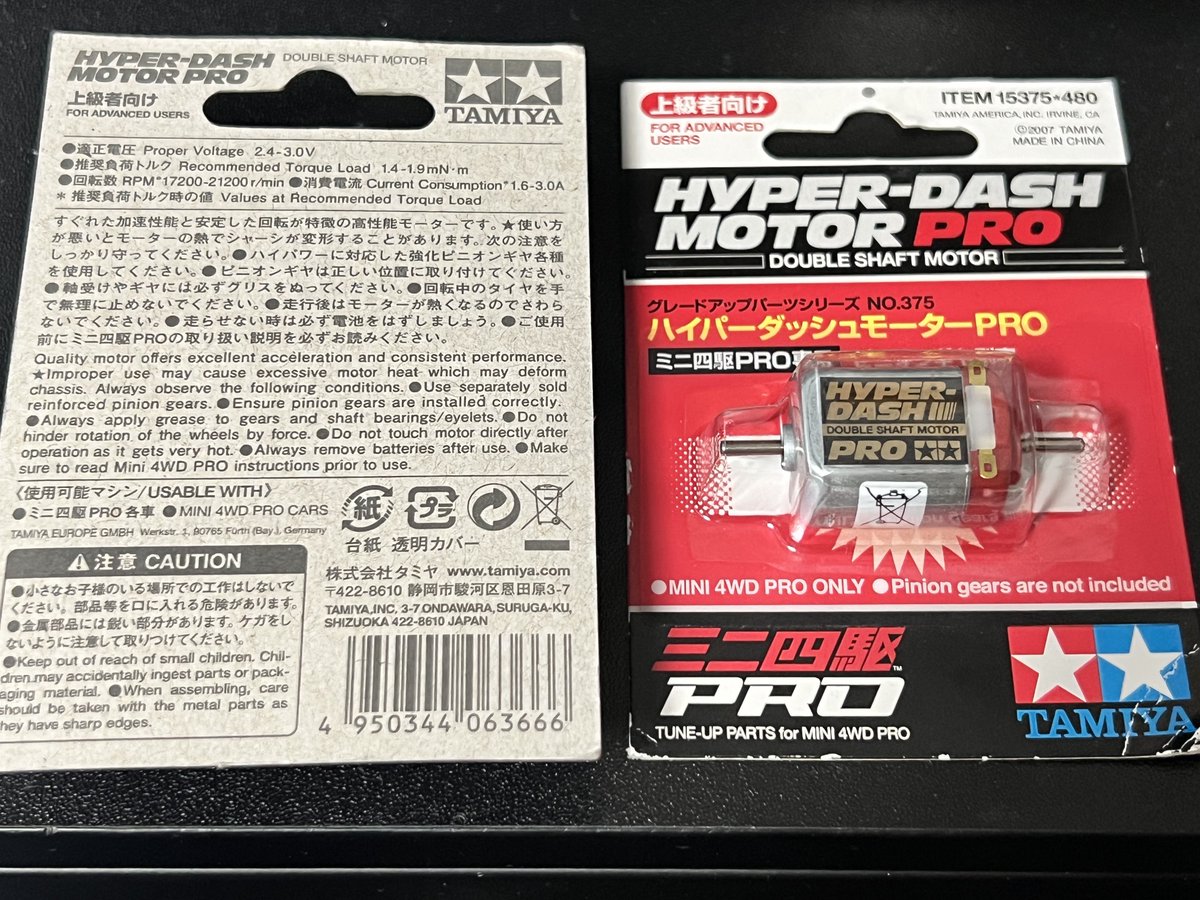 HYPER-DASH
MOTOR PRO
DOUBLE SHAFT MOTOR
TAMIYA
上級者向け
FOR ADVANCED USERS
●適正電圧 Proper Voltage 2.4-3.0V
●推奨負荷トルク Recommended Torque Load 1.4-1.9mN·m
●回転数 RPM*17200-21200r/min ●消費電流 Current Consumption*1.6-3.0A
* 推奨負荷トルク時の値 Values at Recommended Torque Load
すぐれた加速性能と安定した回転が特徴の高性能モーターです。★使い方
が悪いとモーターの熱でシャーシが変形することがあります。次の注意を
しっかり守ってください。●ハイパワーに対応した強化ピニオンギヤ各種
を使用してください。●ピニオンギヤは正しい位置に取り付けてください。
●軸受けやギヤには必ずグリスをぬってください。●回転中のタイヤを手
で無理に止めないでください。●走行後はモーターが熱くなるのでさわら
ないでください。●走らせない時は必ず電池をはずしましょう。●ご使用
前にミニ四駆PROの取り扱い説明を必ずお読みください。
Quality motor offers excellent acceleration and consistent performance.
★Improper use may cause excessive motor heat which may deform
chassis. Always observe the following conditions. ●Use separately sold
reinforced pinion gears. ●Ensure pinion gears are installed correctly.
●Always apply grease to gears and shaft bearings/eyelets. ●Do not
hinder rotation of the wheels by force. ●Do not touch motor directly after
operation as it gets very hot. ●Always remove batteries after use. ●Make
sure to read Mini 4WD PRO instructions prior to use.
《使用可能マシン/USABLE WITH》
●ミニ四駆PRO各車 ●MINI 4WD PRO CARS
TAMIYA EUROPE GMBH Werkstr. 1, 90765 Fürth (Bay.), Germany
紙
プラ
台紙 透明カバー
注意 CAUTION
●小さなお子様のいる場所での工作はしないで
ください。部品等を口に入れる危険があります。
●金属部品には鋭い部分があります。ケガをし
ないように注意して取りつけてください。
●Keep out of reach of small children. Chil-
dren may accidentally ingest parts or pack-
aging material. ●When assembling, care
should be taken with the metal parts as
they have sharp edges.
株式会社タミヤ www.tamiya.com
〒422-8610 静岡市駿河区恩田原3-7
TAMIYA, INC. 3-7, ONDAWARA, SURUGA-KU,
SHIZUOKA 422-8610 JAPAN
4 950344 063666
上級者向け
FOR ADVANCED
USERS
ITEM 15375*480
TAMIYA AMERICA, INC. IRVINE, CA
©2007 TAMIYA
MADE IN CHINA
HYPER-DASH
MOTOR PRO
DOUBLE SHAFT MOTOR
グレードアップパーツシリーズ NO.375
ハイパーダッシュモーターPRO
ミニ四駆PRO
HYPER-
DASH
DOUBLE SHAFT MOTOR
PRO
●MINI 4WD PRO ONLY ●Pinion gears are not included
ミニ四駆™
PRO
TUNE-UP PARTS for MINI 4WD PRO
TAMIYA